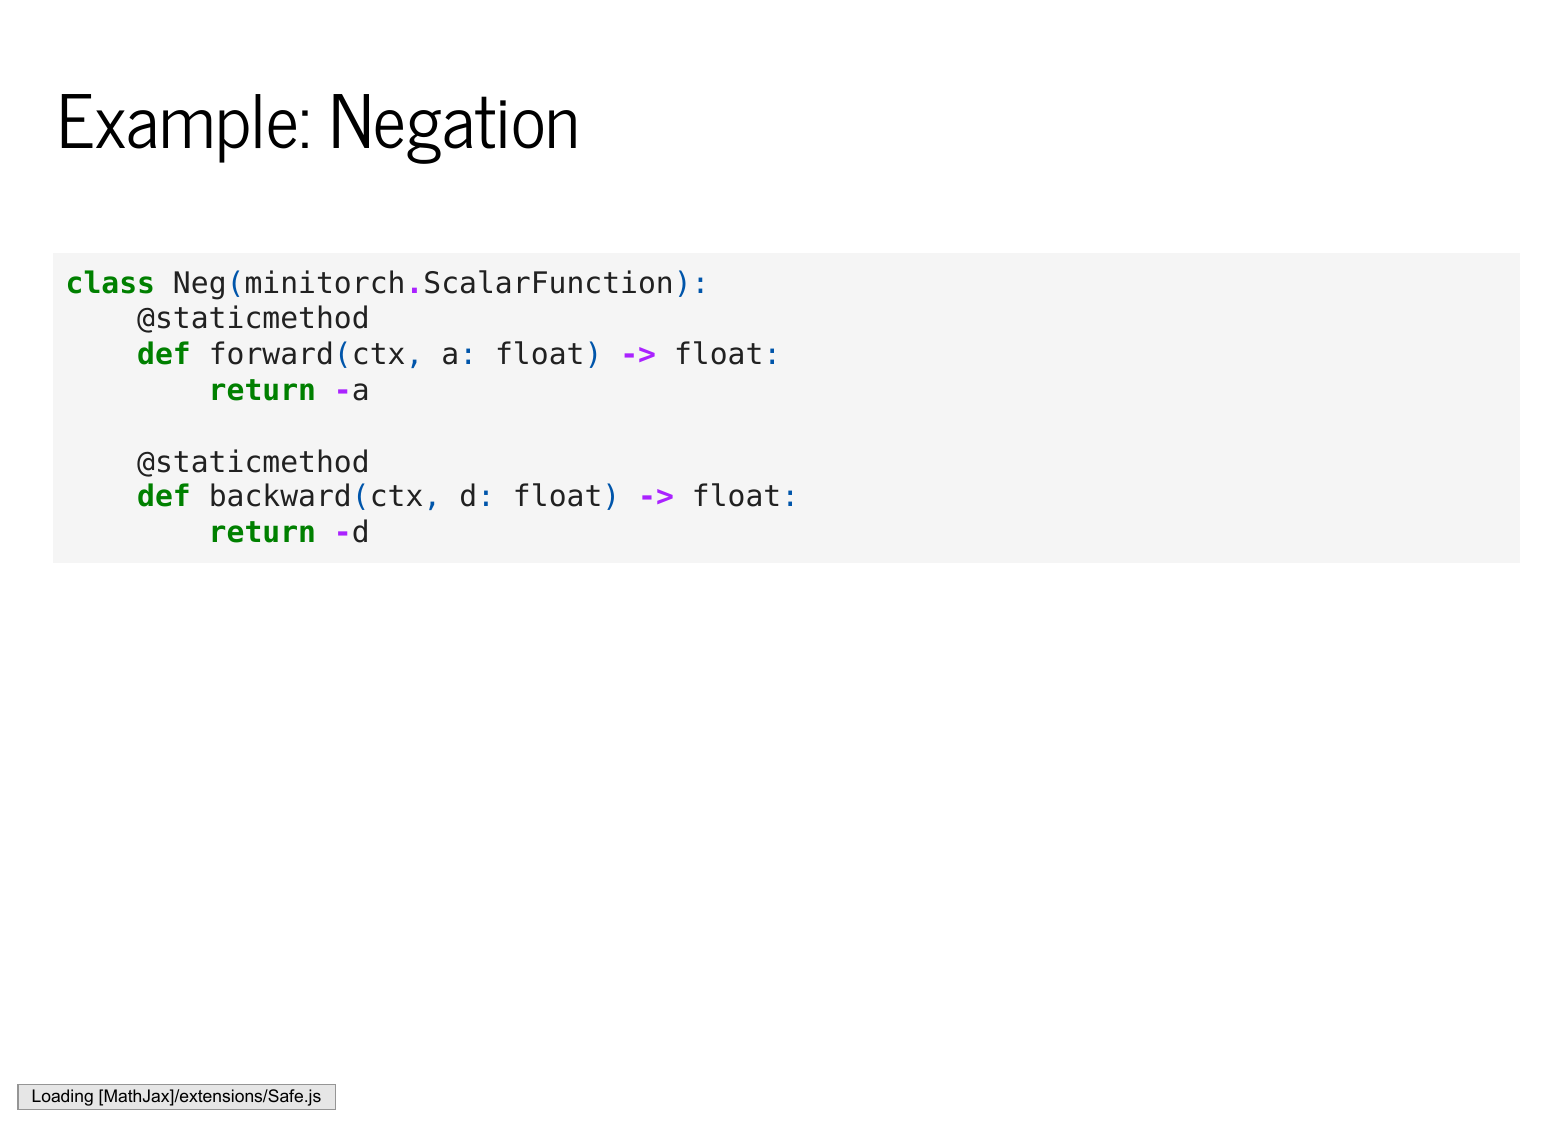 Example: Negation
class Neg(minitorch.ScalarFunction):
    @staticmethod
    def forward(ctx, a: float) -> float:
        return -a

    @staticmethod
    def backward(ctx, d: float) -> float:
        return -d
Loading [MathJax]/extensions/Safe.js